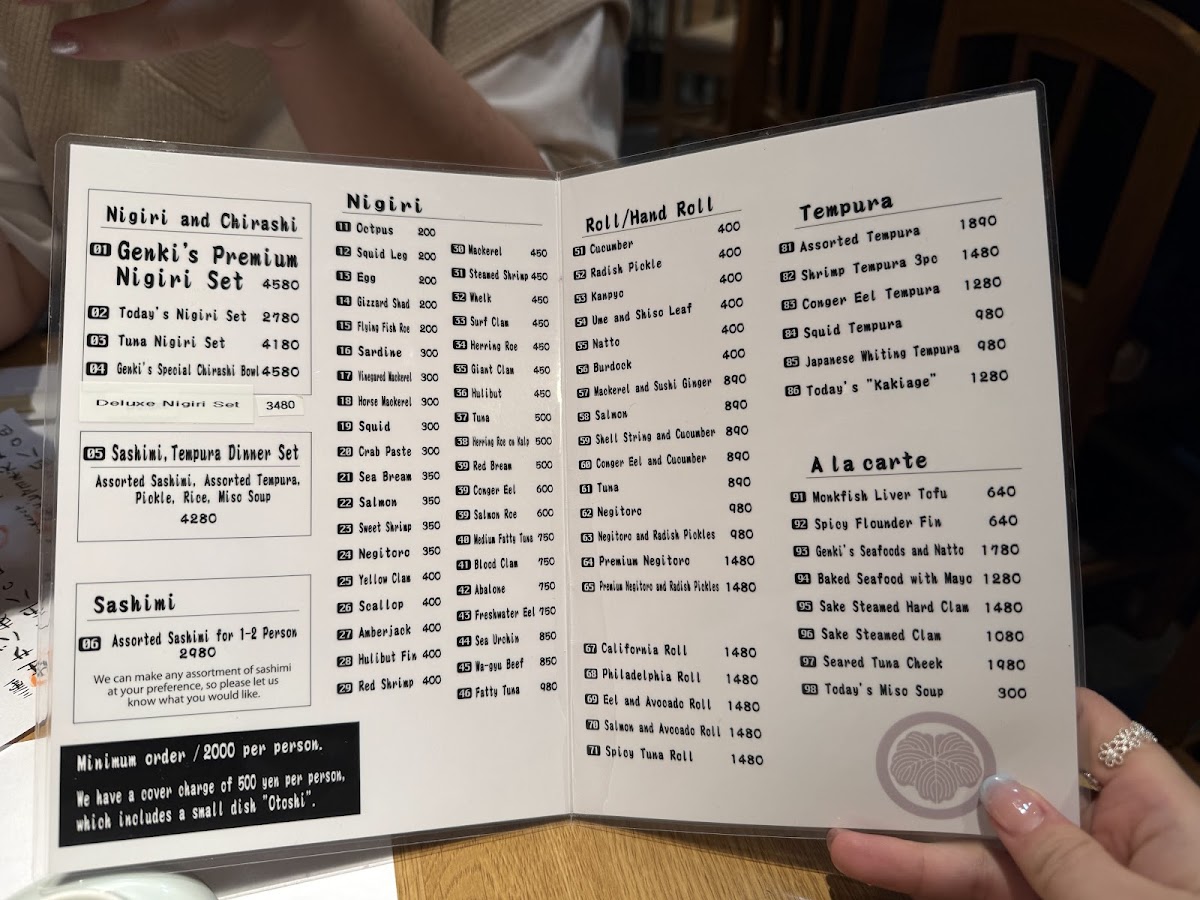 Nigiri and Chirashi
01 Genki's Premium
Nigiri Set 4580
02 Today's Nigiri Set 2780
03 Tuna Nigiri Set 4180
04 Genki's Special Chirashi Bowl 4580
Deluxe Nigiri Set 3480
05 Sashimi, Tempura Dinner Set
Assorted Sashimi, Assorted Tempura,
Pickle, Rice, Miso Soup
4280
Sashimi
06 Assorted Sashimi for 1-2 Person
2980
We can make any assortment of sashimi
at your preference, so please let us
know what you would like.
Minimum order /2000 per person.
We have a cover charge of 500 yen per person,
which includes a small dish "Otoshi".
Nigiri
11 Octpus 200
12 Squid Leg 200
13 Egg 200
14 Gizzard Shad 200
15 Flying Fish Roe 200
16 Sardine 300
17 Vinegared Mackerel 300
18 Horse Mackerel 300
19 Squid 300
20 Crab Paste 300
21 Sea Bream 350
22 Salmon 350
23 Sweet Shrimp 350
24 Negitoro 350
25 Yellow Clam 400
26 Scallop 400
27 Amberjack 400
28 Hulibut Fin 400
29 Red Shrimp 400
30 Mackerel 450
31 Steamed Shrimp 450
32 Whelk 450
33 Surf Clam 450
34 Herring Roe 450
35 Giant Clam 450
36 Hulibut 450
37 Tuna 500
38 Herring Roe on Kelp 500
39 Red Bream 500
39 Conger Eel 600
39 Salmon Roe 600
40 Medium Fatty Tuna 750
41 Blood Clam 750
42 Abalone 750
43 Freshwater Eel 750
44 Sea Urchin 850
45 Wa-gyu Beef 850
46 Fatty Tuna 980
Roll/Hand Roll
51 Cucumber 400
52 Radish Pickle 400
53 Kanpyo 400
54 Ume and Shiso Leaf 400
55 Natto 400
56 Burdock 400
57 Mackerel and Sushi Ginger 890
58 Salmon 890
59 Shell String and Cucumber 890
60 Conger Eel and Cucumber 890
61 Tuna 890
62 Negitoro 980
63 Negitoro and Radish Pickles 980
64 Premium Negitoro 1480
65 Premium Negitoro and Radish Pickles 1480
67 California Roll 1480
68 Philadelphia Roll 1480
69 Eel and Avocado Roll 1480
70 Salmon and Avocado Roll 1480
71 Spicy Tuna Roll 1480
Tempura
81 Assorted Tempura 1890
82 Shrimp Tempura 3pc 1480
83 Conger Eel Tempura 1280
84 Squid Tempura 980
85 Japanese Whiting Tempura 980
86 Today's "Kakiage" 1280
A la carte
91 Monkfish Liver Tofu 640
92 Spicy Flounder Fin 640
93 Genki's Seafoods and Natto 1780
94 Baked Seafood with Mayo 1280
95 Sake Steamed Hard Clam 1480
96 Sake Steamed Clam 1080
97 Seared Tuna Cheek 1980
98 Today's Miso Soup 300